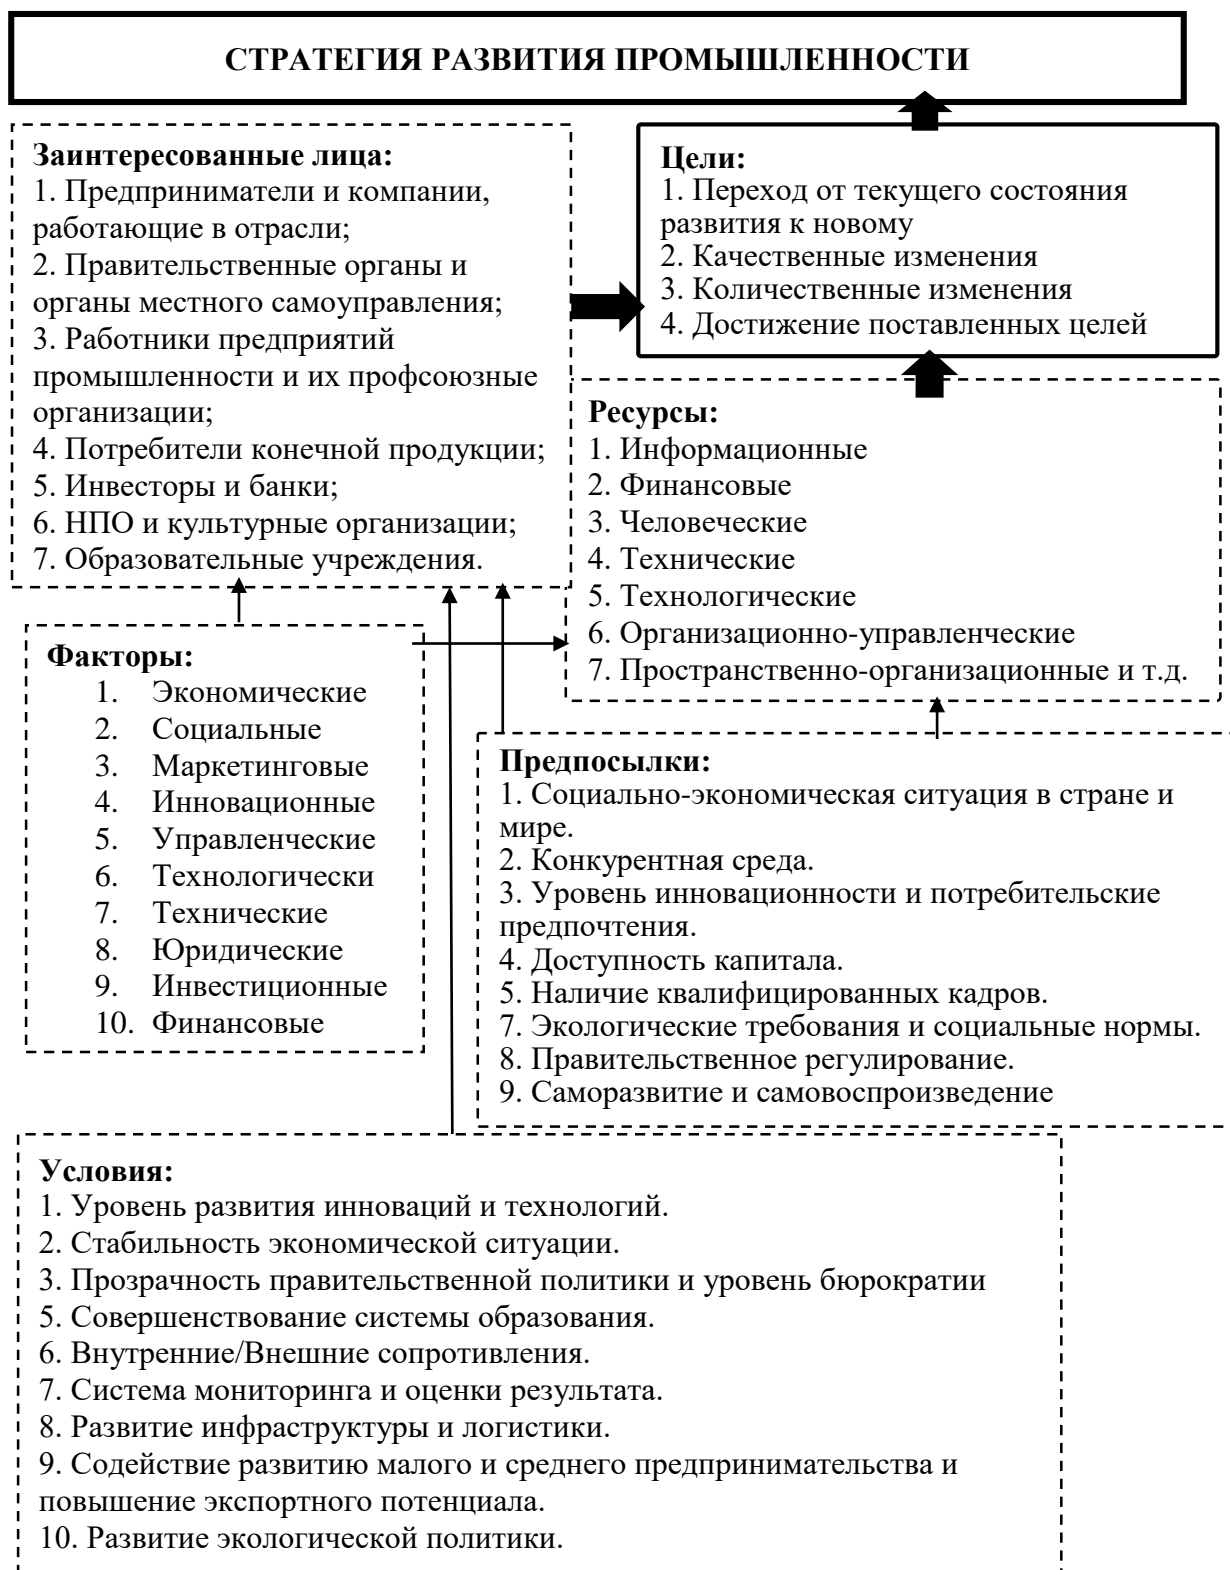 СТРАТЕГИЯ РАЗВИТИЯ ПРОМЫШЛЕННОСТИ
Заинтересованные лица:
1. Предприниматели и компании,
работающие в отрасли;
2. Правительственные органы и
органы местного самоуправления;
3. Работники предприятий
промышленности и их профсоюзные
организации;
4. Потребители конечной продукции;
5. Инвесторы и банки;
6. НПО и культурные организации;
7. Образовательные учреждения.
Цели:
1. Переход от текущего состояния
развития к новому
2. Качественные изменения
3. Количественные изменения
4. Достижение поставленных целей
Ресурсы:
1. Информационные
2. Финансовые
3. Человеческие
4. Технические
5. Технологические
6. Организационно-управленческие
7. Пространственно-организационные и т.д.
Факторы:
1. Экономические
2. Социальные
3. Маркетинговые
4. Инновационные
5. Управленческие
6. Технологически
7. Технические
8. Юридические
9. Инвестиционные
10. Финансовые
Предпосылки:
1. Социально-экономическая ситуация в стране и
мире.
2. Конкурентная среда.
3. Уровень инновационности и потребительские
предпочтения.
4. Доступность капитала.
5. Наличие квалифицированных кадров.
7. Экологические требования и социальные нормы.
8. Правительственное регулирование.
9. Саморазвитие и самовоспроизведение
Условия:
1. Уровень развития инноваций и технологий.
2. Стабильность экономической ситуации.
3. Прозрачность правительственной политики и уровень бюрократии
5. Совершенствование системы образования.
6. Внутренние/Внешние сопротивления.
7. Система мониторинга и оценки результата.
8. Развитие инфраструктуры и логистики.
9. Содействие развитию малого и среднего предпринимательства и
повышение экспортного потенциала.
10. Развитие экологической политики.